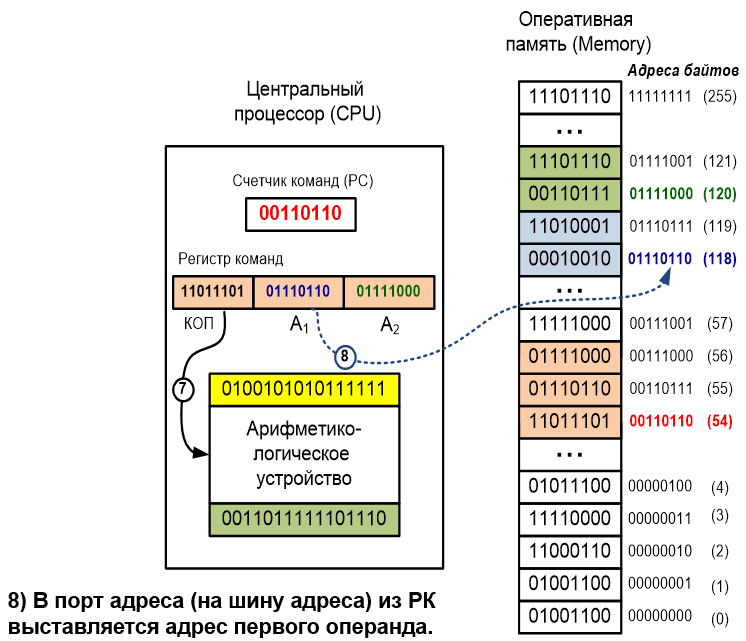 Оперативная
память (Memory)
Адреса байтов
Центральный
процессор (CPU)
Счетчик команд (PC)
00110110
Регистр команд
11011101 01110110 01111000
КОП A1 A2
7
8
0100101010111111
Арифметико-
логическое
устройство
0011011111101110
11101110 11111111 (255)
...
11101110 01111001 (121)
00110111 01111000 (120)
11010001 01110111 (119)
00010010 01110110 (118)
...
11111000 00111001 (57)
01111000 00111000 (56)
01110110 00110111 (55)
11011101 00110110 (54)
...
01011100 00000100 (4)
11110000 00000011 (3)
11000110 00000010 (2)
01001100 00000001 (1)
01001100 00000000 (0)
8) В порт адреса (на шину адреса) из РК
выставляется адрес первого операнда.